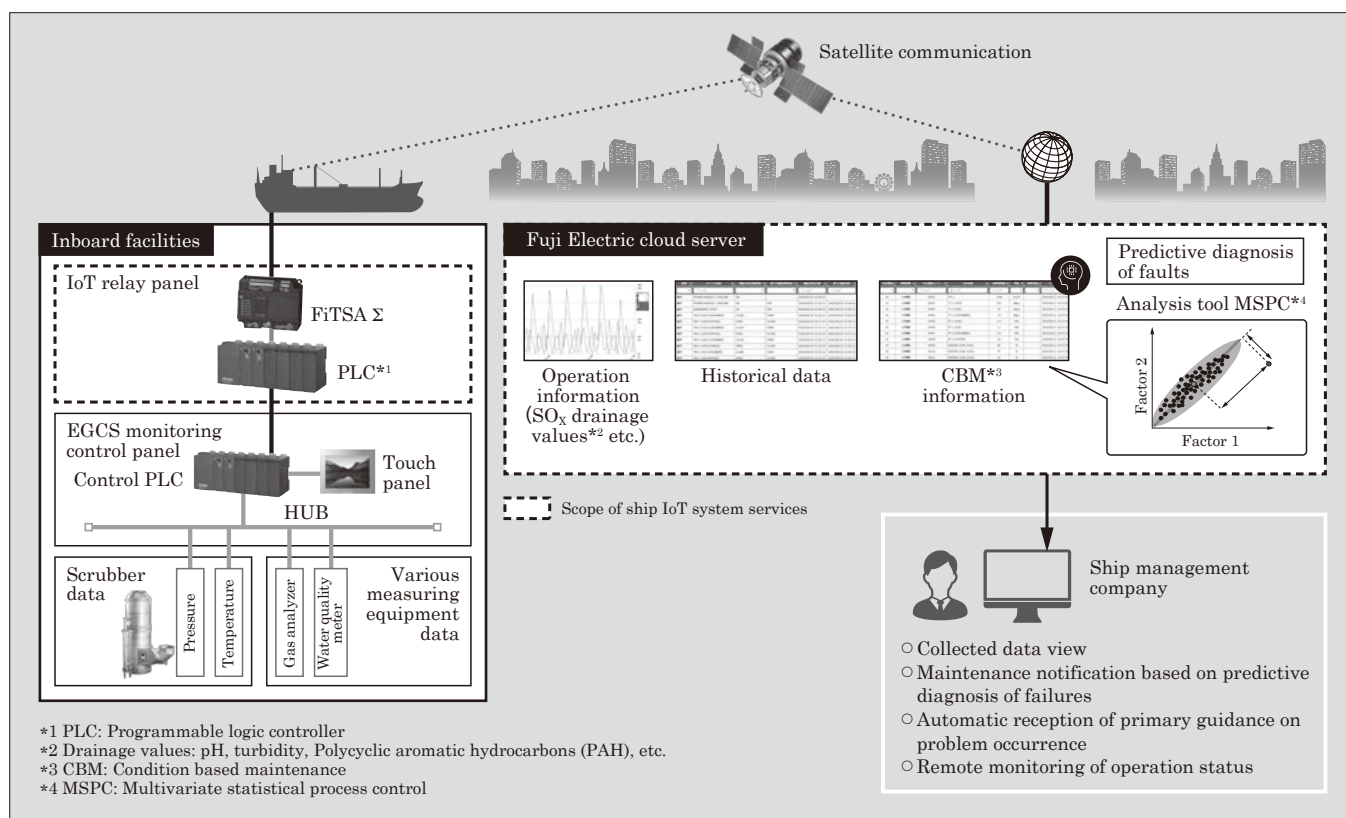 Satellite communication
Inboard facilities
IoT relay panel
FiTSA Σ
PLC*1
EGCS monitoring
control panel
Control PLC
Touch
panel
HUB
Scrubber
data
Pressure
Temperature
Gas analyzer
Water quality
meter
Various
measuring
equipment
data
Fuji Electric cloud server
Operation
information
(SOX drainage
values*2 etc.)
Historical data
CBM*3
information
Predictive diagnosis
of faults
Analysis tool MSPC*4
Factor 2
Factor 1
Scope of ship IoT system services
Ship management
company
○ Collected data view
○ Maintenance notification based on predictive
diagnosis of failures
○ Automatic reception of primary guidance on
problem occurrence
○ Remote monitoring of operation status
*1 PLC: Programmable logic controller
*2 Drainage values: pH, turbidity, Polycyclic aromatic hydrocarbons (PAH), etc.
*3 CBM: Condition based maintenance
*4 MSPC: Multivariate statistical process control